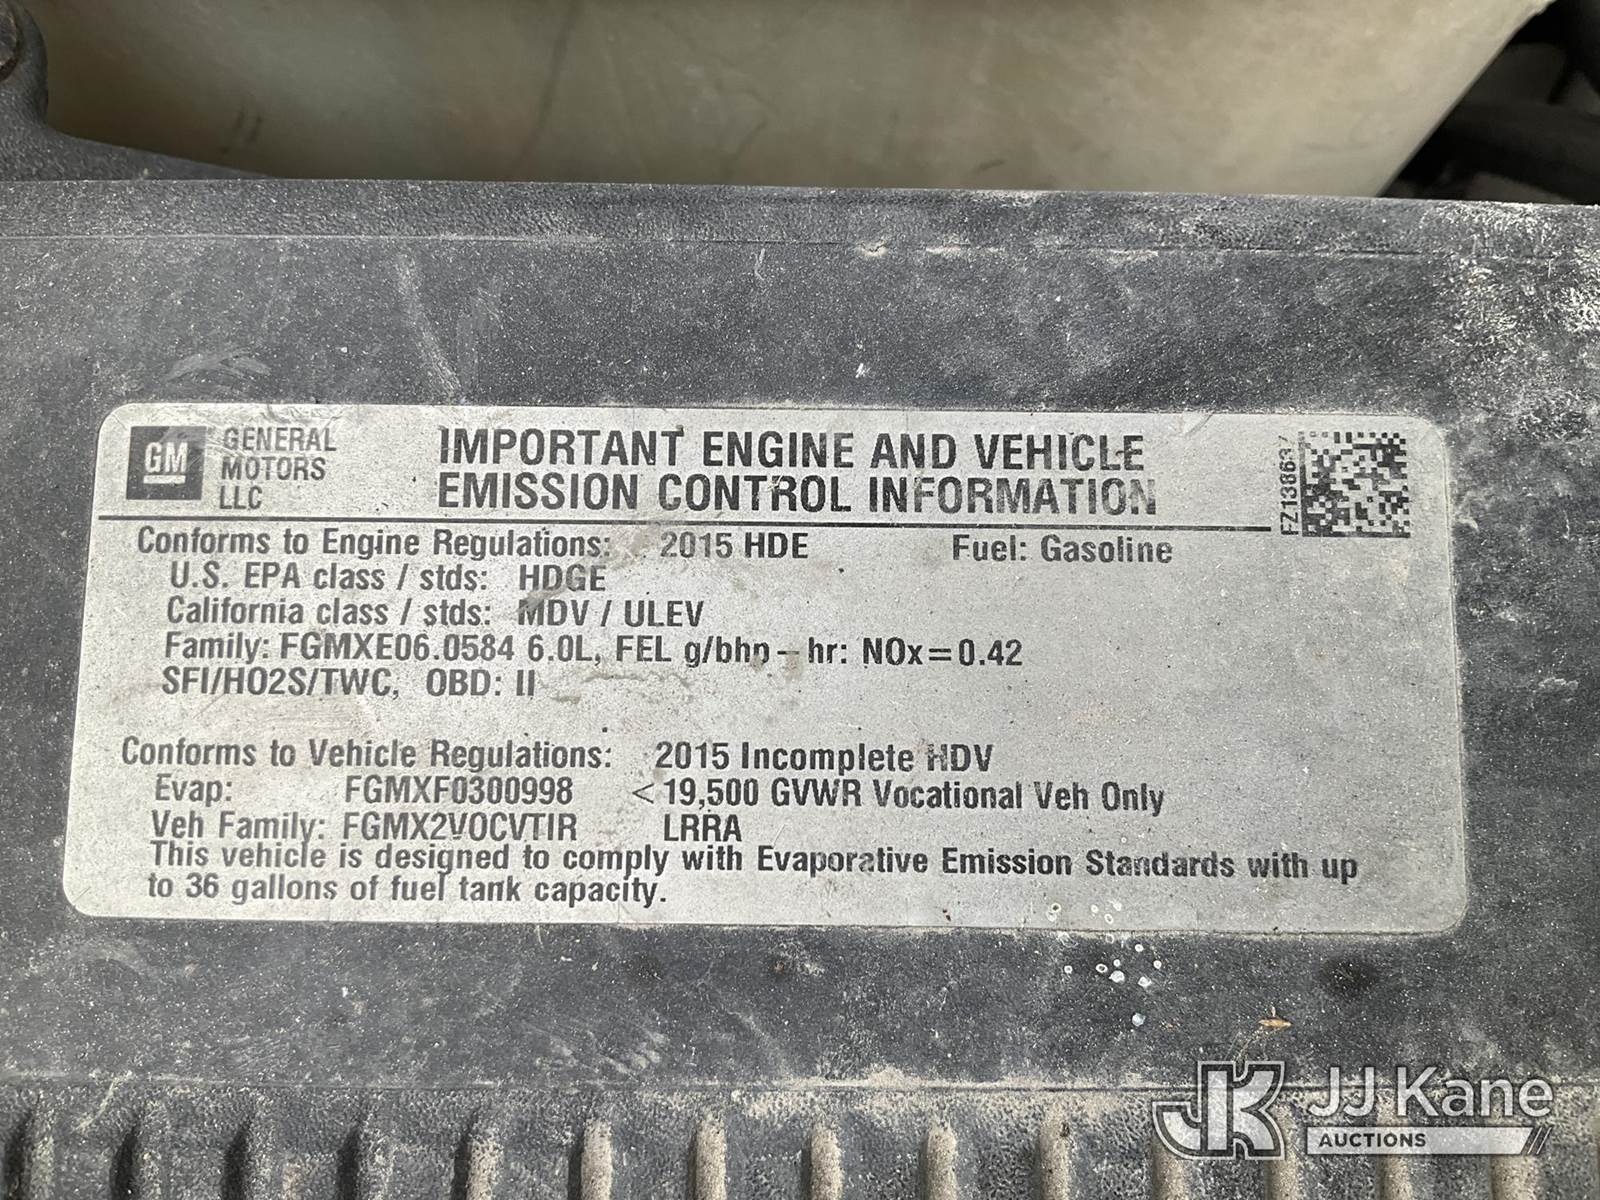 GM
GENERAL
MOTORS
LLC
IMPORTANT ENGINE AND VEHICLE
EMISSION CONTROL INFORMATION
Conforms to Engine Regulations: 2015 HDE Fuel: Gasoline
U.S. EPA class / stds: HDGE
California class / stds: MDV / ULEV
Family: FGMXE06.0584 6.0L, FEL g/bhp - hr: NOx=0.42
SFI/HO2S/TWC, OBD: II
Conforms to Vehicle Regulations: 2015 Incomplete HDV
Evap: FGMXF0300998 <19,500 GVWR Vocational Veh Only
Veh Family: FGMX2VOCVTIR LRRA
This vehicle is designed to comply with Evaporative Emission Standards with up
to 36 gallons of fuel tank capacity.
JK JJ Kane
AUCTIONS